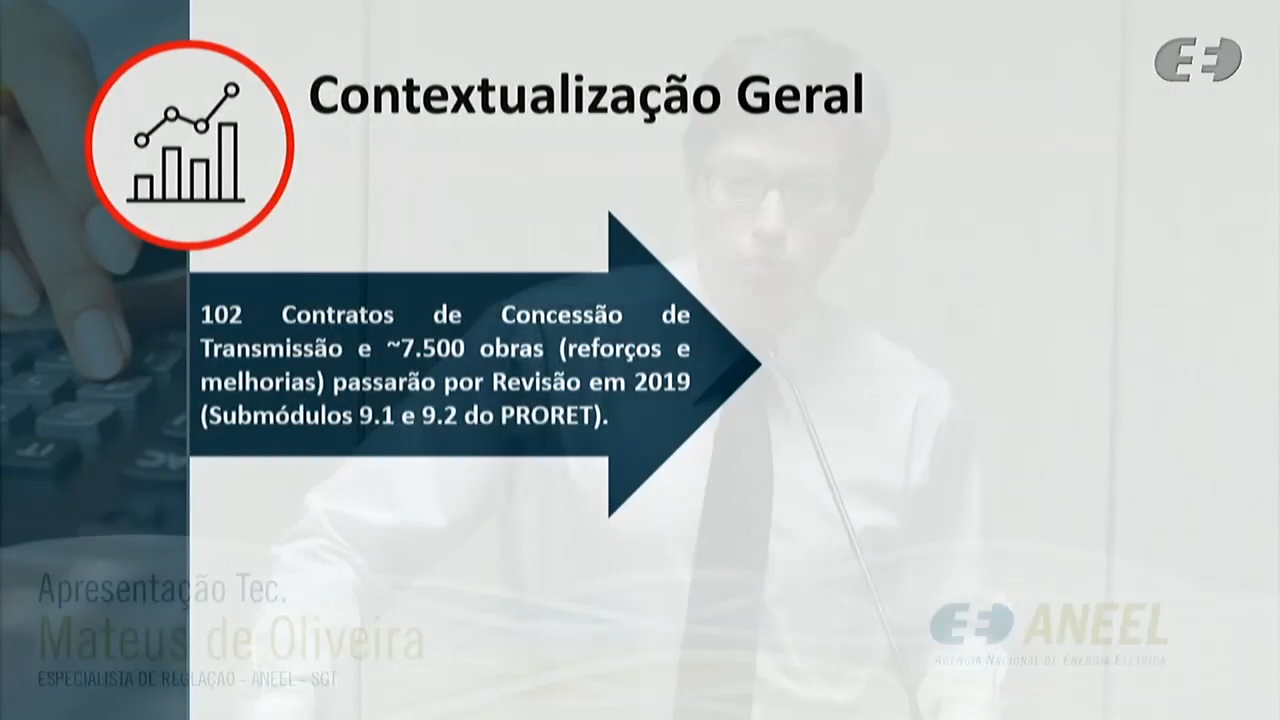 Contextualização Geral
102 Contratos de Concessão de
Transmissão e ~7.500 obras (reforços e
melhorias) passarão por Revisão em 2019
(Submódulos 9.1 e 9.2 do PRORET).
Apresentação Tec.
Mateus de Oliveira
ESPECIALISTA DE REGLAÇÃO - ANEEL - SGT
ANEEL
AGÊNCIA NACIONAL DE ENERGIA ELÉTRICA